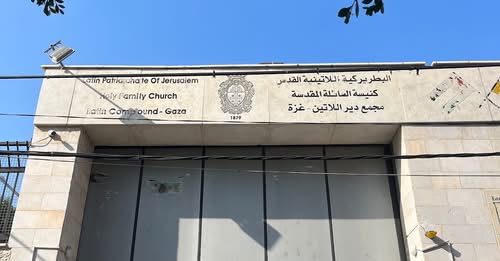 Latin Patriarchate Of Jerusalem
Holy Family Church
Latin Compound - Gaza
1879
البطريركية اللاتينية القدس
كنيسة العائلة المقدسة
مجمع دير اللاتين - غزة